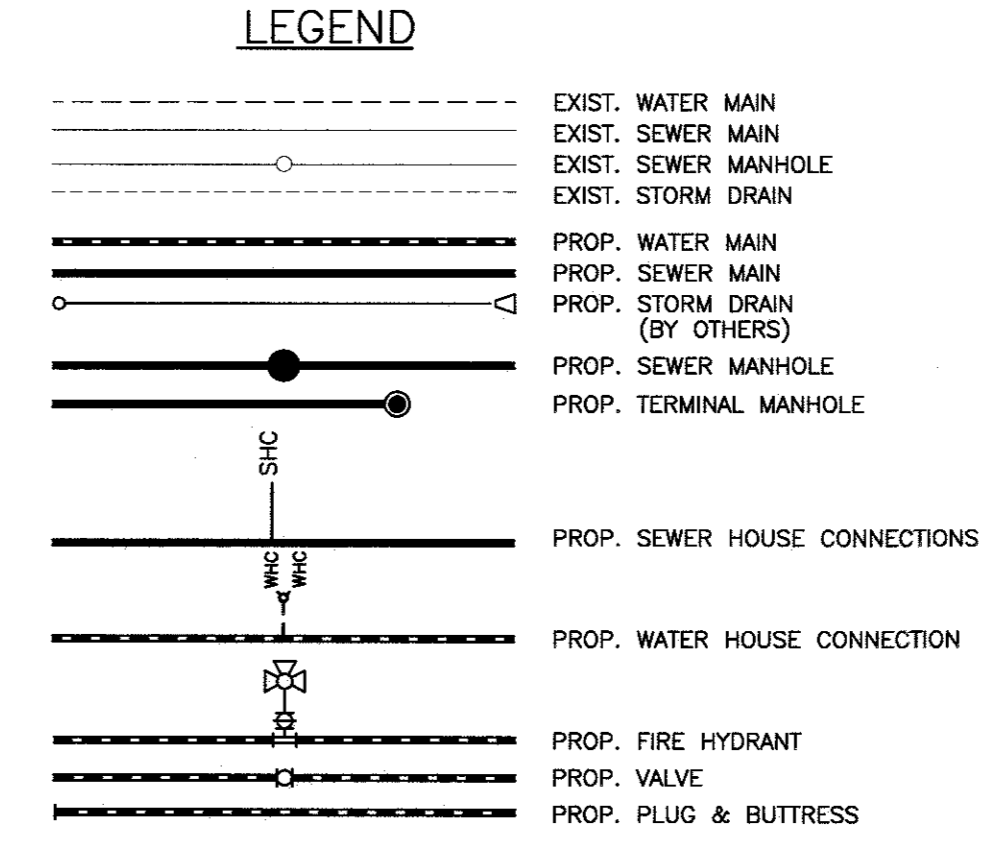 LEGEND
EXIST. WATER MAIN
EXIST. SEWER MAIN
EXIST. SEWER MANHOLE
EXIST. STORM DRAIN
PROP. WATER MAIN
PROP. SEWER MAIN
PROP. STORM DRAIN
(BY OTHERS)
PROP. SEWER MANHOLE
PROP. TERMINAL MANHOLE
SHC
PROP. SEWER HOUSE CONNECTIONS
WHC
WHC
PROP. WATER HOUSE CONNECTION
PROP. FIRE HYDRANT
PROP. VALVE
PROP. PLUG & BUTTRESS